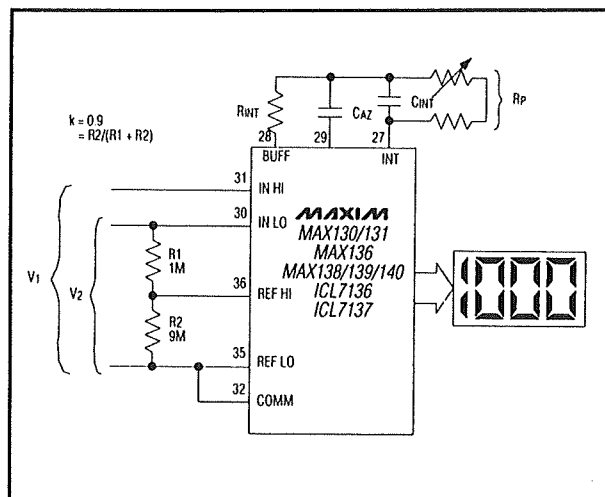 RINT
CAZ
CINT
RP
k = 0.9
= R2/(R1 + R2)
28
29
27
BUFF
INT
31
IN HI
30
IN LO
MAXIM
MAX130/131
MAX136
MAX138/139/140
ICL7136
ICL7137
R1
1M
V1
V2
36
REF HI
1000
R2
9M
35
REF LO
32
COMM